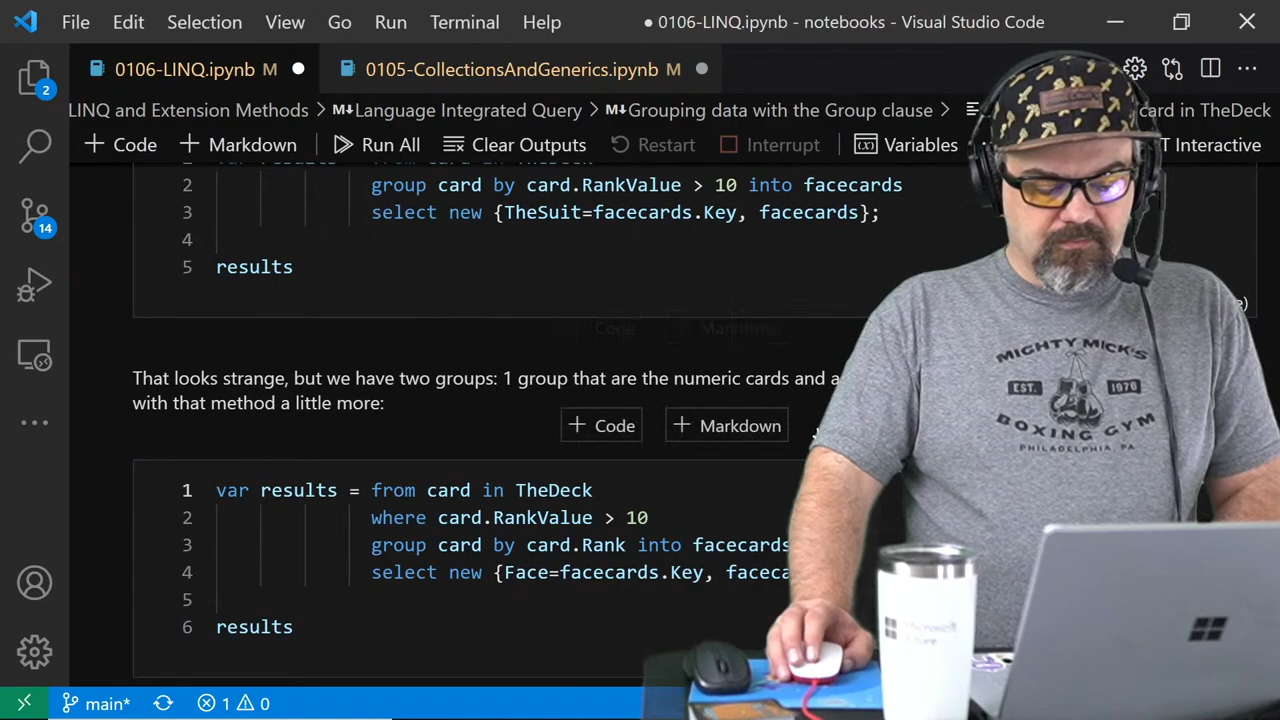 File Edit Selection View Go Run Terminal Help
● 0106-LINQ.ipynb - notebooks - Visual Studio Code
0106-LINQ.ipynb M
0105-CollectionsAndGenerics.ipynb M
LINQ and Extension Methods > Language Integrated Query > Grouping data with the Group clause > card in TheDeck
+ Code + Markdown Run All Clear Outputs Restart Interrupt Variables ... T Interactive
2 group card by card.RankValue > 10 into facecards
3 select new {TheSuit=facecards.Key, facecards};
4
5 results
That looks strange, but we have two groups: 1 group that are the numeric cards and a
with that method a little more:
+ Code + Markdown
1 var results = from card in TheDeck
2 where card.RankValue > 10
3 group card by card.Rank into facecards
4 select new {Face=facecards.Key, faceca
5
6 results
2
14
main* 1 0
MIGHTY MICK'S
EST. 1970
BOXING GYM
PHILADELPHIA, PA
Microsoft
Azure